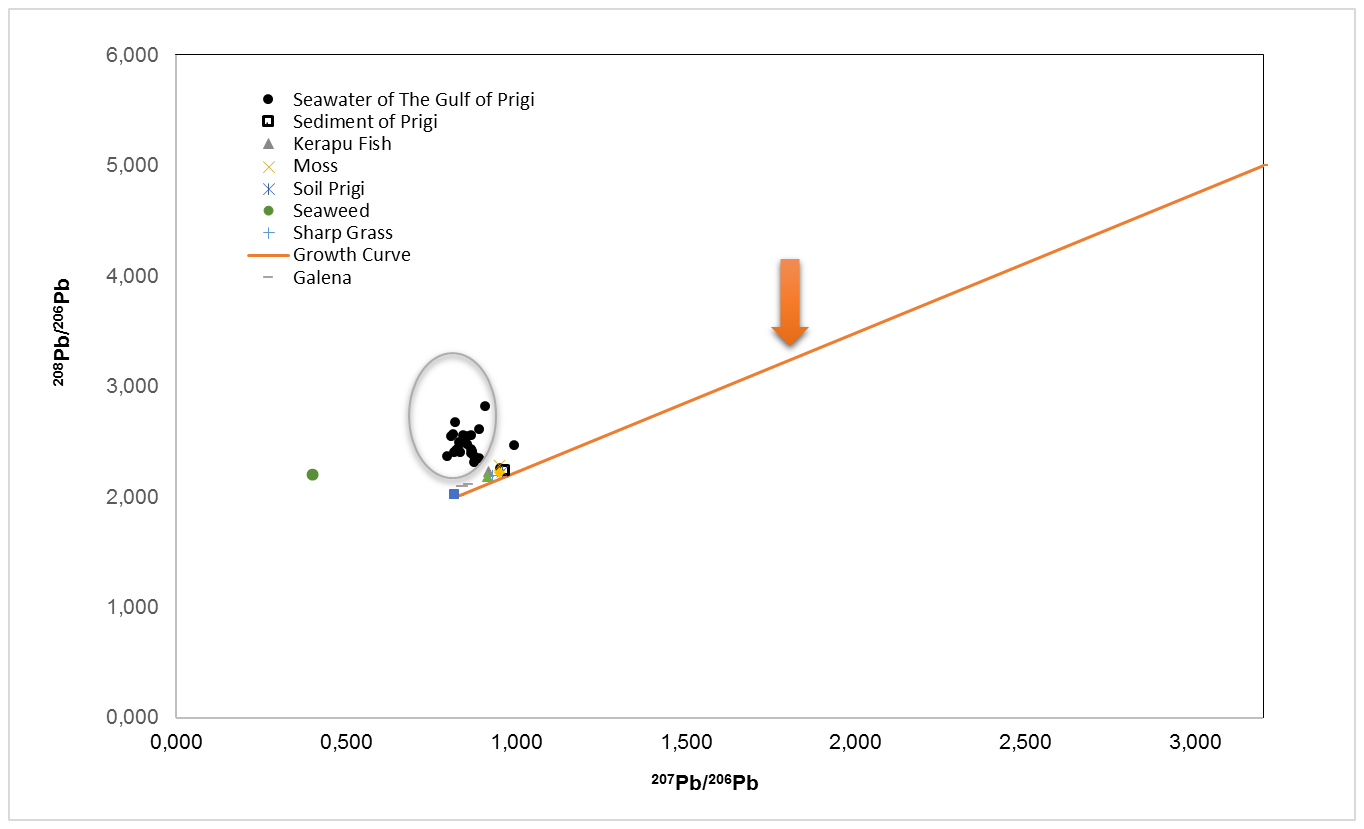 6,000
5,000
4,000
3,000
2,000
1,000
0,000
²⁰⁸Pb/²⁰⁶Pb
Seawater of The Gulf of Prigi
Sediment of Prigi
Kerapu Fish
Moss
Soil Prigi
Seaweed
Sharp Grass
Growth Curve
Galena
0,000 0,500 1,000 1,500 2,000 2,500 3,000
²⁰⁷Pb/²⁰⁶Pb